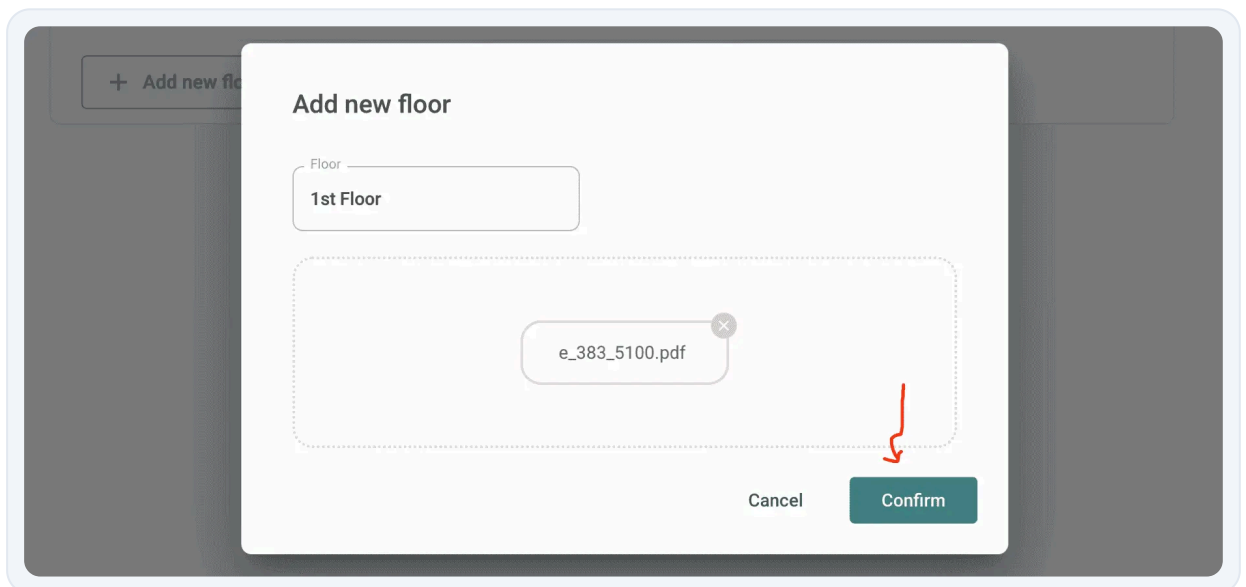 + Add new flo
Add new floor
Floor
1st Floor
e_383_5100.pdf
Cancel
Confirm